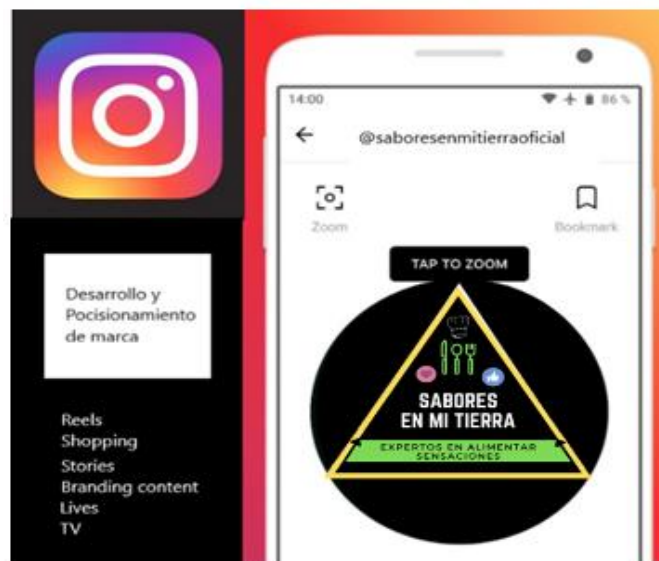 Desarrollo y
Pocisionamiento
de marca
Reels
Shopping
Stories
Branding content
Lives
TV
14:00
86 %
@saboresenmitierraoficial
Zoom
Bookmark
TAP TO ZOOM
SABORES
EN MI TIERRA
EXPERTOS EN ALIMENTAR
SENSACIONES